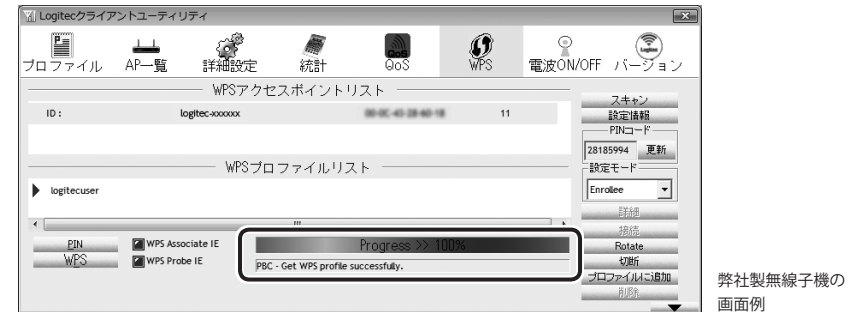 Logitecクライアントユーティリティ
プロファイル AP一覧 詳細設定 統計 QoS WPS 電波ON/OFF バージョン
WPSアクセスポイントリスト
ID : logitec-xxxxxx 11
スキャン
設定情報
PINコード
28185994 更新
設定モード
Enrollee
WPSプロファイルリスト
logitecuser
詳細
接続
Rotate
切断
プロファイルに追加
削除
PIN WPS Associate IE Progress >> 100%
WPS WPS Probe IE PBC - Get WPS profile successfully.
弊社製無線子機の
画面例